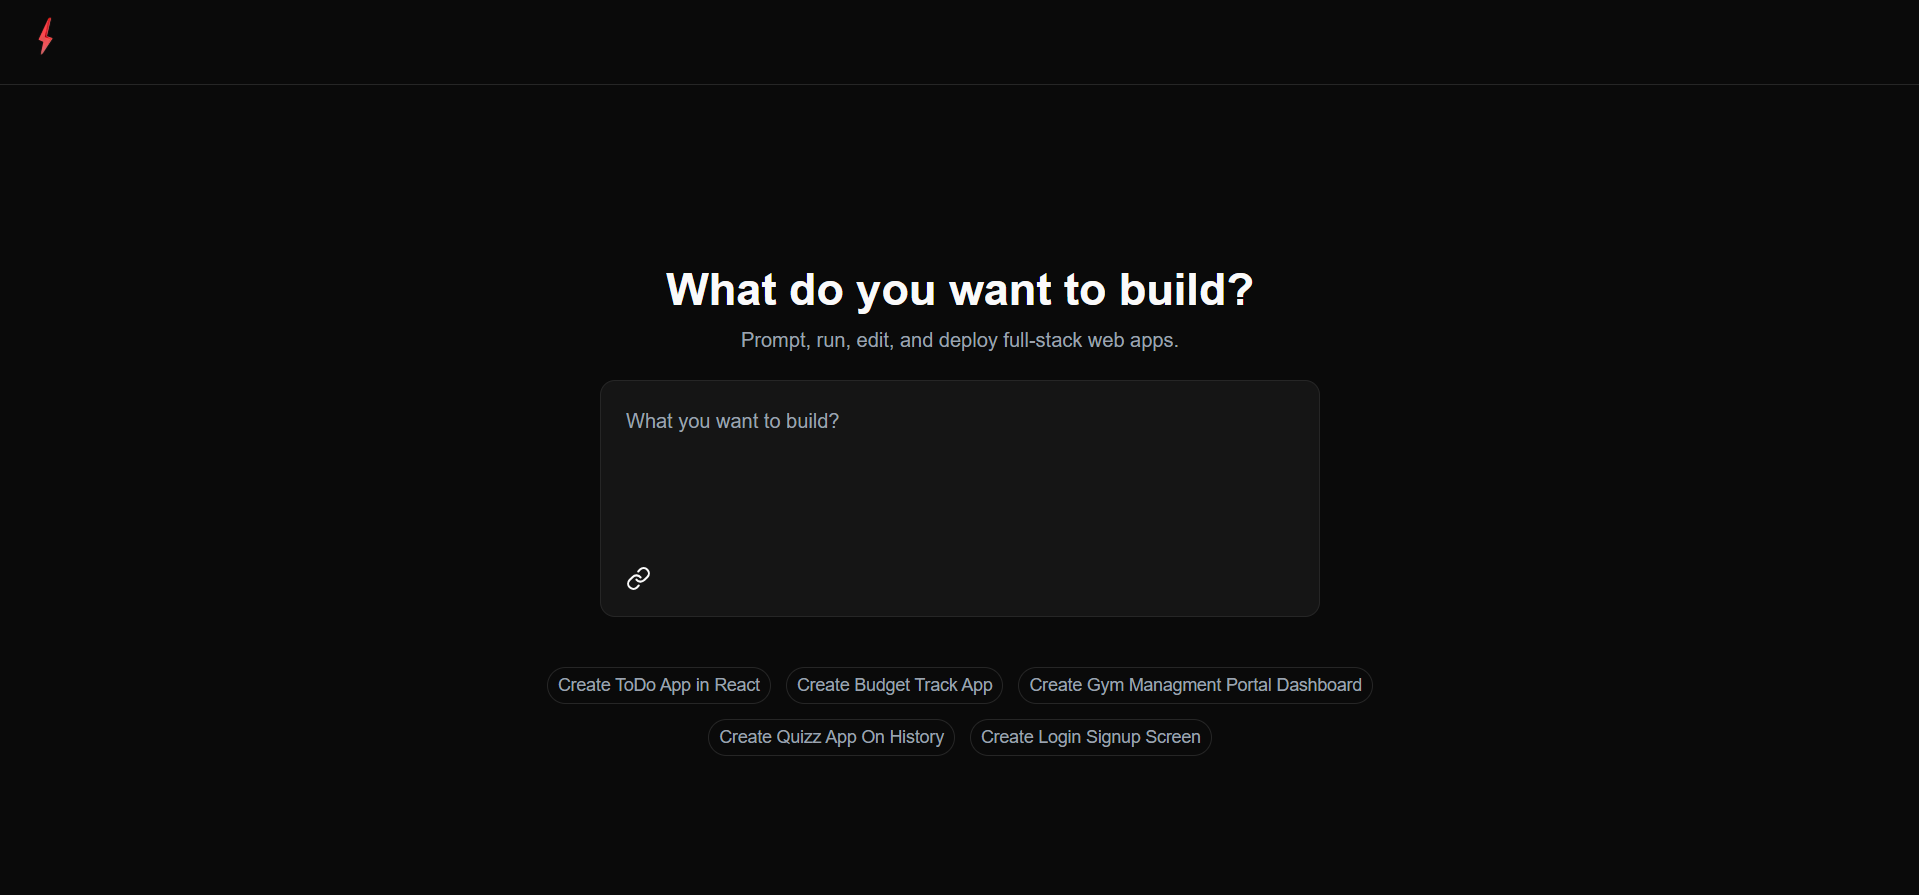 What do you want to build?
Prompt, run, edit, and deploy full-stack web apps.
What you want to build?
Create ToDo App in React
Create Budget Track App
Create Gym Managment Portal Dashboard
Create Quizz App On History
Create Login Signup Screen